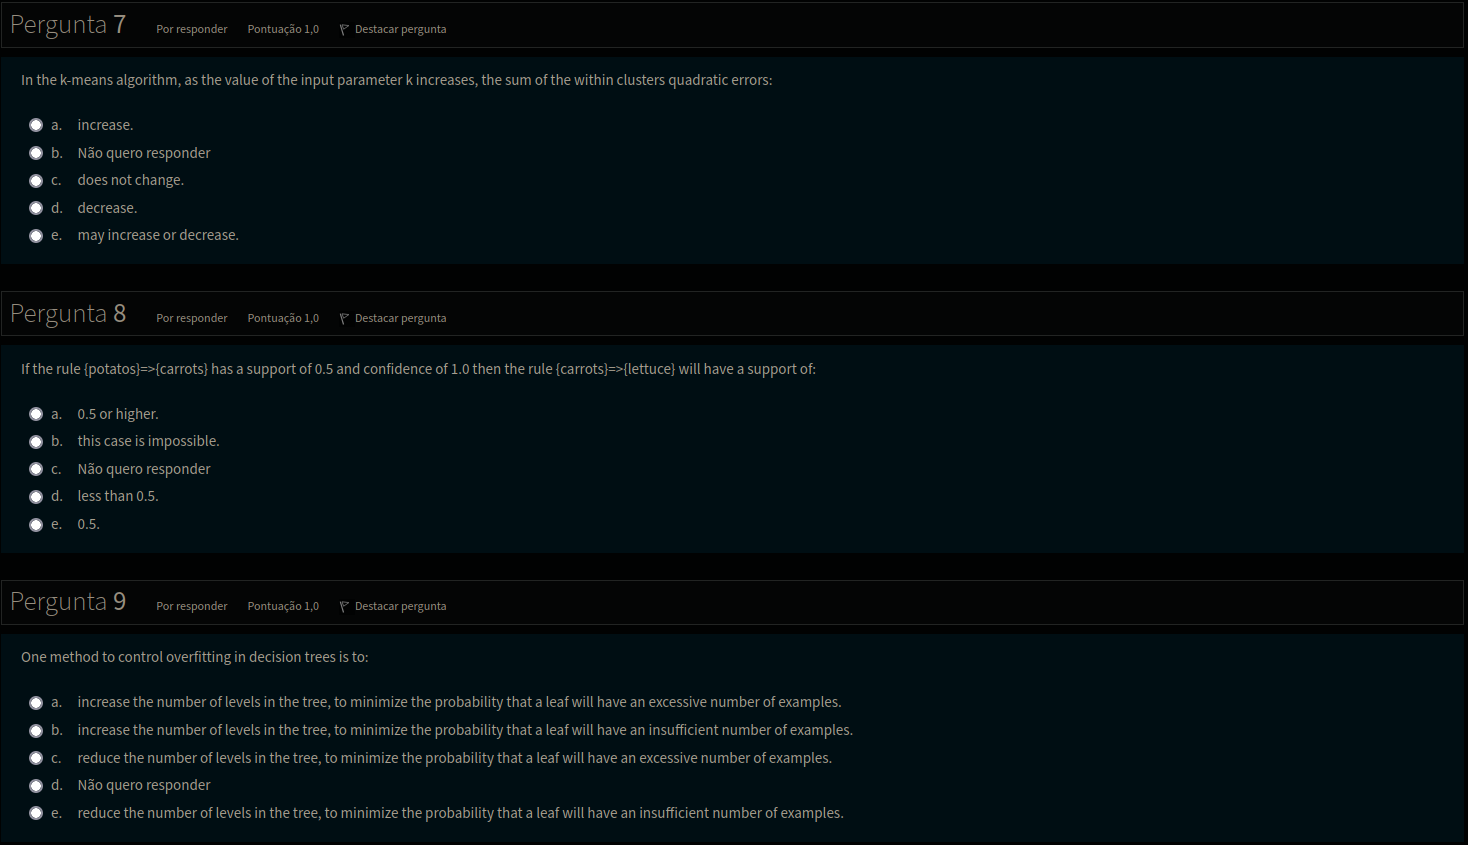 Pergunta 7 Por responder Pontuação 1,0 Destacar pergunta
In the k-means algorithm, as the value of the input parameter k increases, the sum of the within clusters quadratic errors:
a. increase.
b. Não quero responder
c. does not change.
d. decrease.
e. may increase or decrease.
Pergunta 8 Por responder Pontuação 1,0 Destacar pergunta
If the rule {potatos}=>{carrots} has a support of 0.5 and confidence of 1.0 then the rule {carrots}=>{lettuce} will have a support of:
a. 0.5 or higher.
b. this case is impossible.
c. Não quero responder
d. less than 0.5.
e. 0.5.
Pergunta 9 Por responder Pontuação 1,0 Destacar pergunta
One method to control overfitting in decision trees is to:
a. increase the number of levels in the tree, to minimize the probability that a leaf will have an excessive number of examples.
b. increase the number of levels in the tree, to minimize the probability that a leaf will have an insufficient number of examples.
c. reduce the number of levels in the tree, to minimize the probability that a leaf will have an excessive number of examples.
d. Não quero responder
e. reduce the number of levels in the tree, to minimize the probability that a leaf will have an insufficient number of examples.